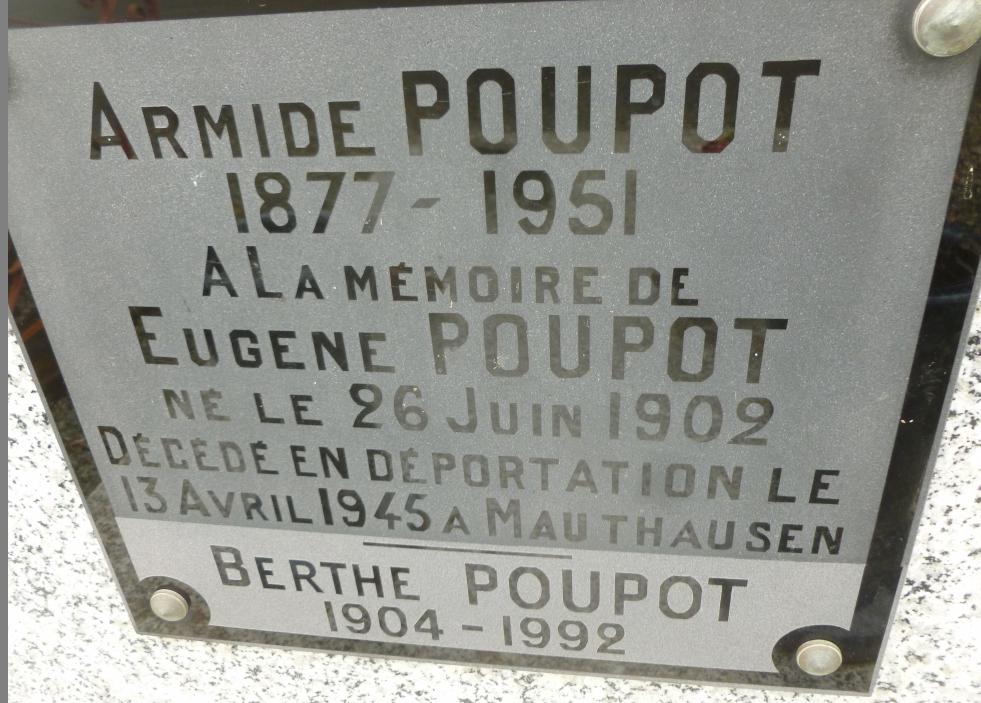 ARMIDE POUPOT
1877 - 1951
A LA MÉMOIRE DE
EUGENE POUPOT
NÉ LE 26 JUIN 1902
DÉCÉDÉ EN DÉPORTATION LE
13 AVRIL 1945 A MAUTHAUSEN
BERTHE POUPOT
1904 - 1992